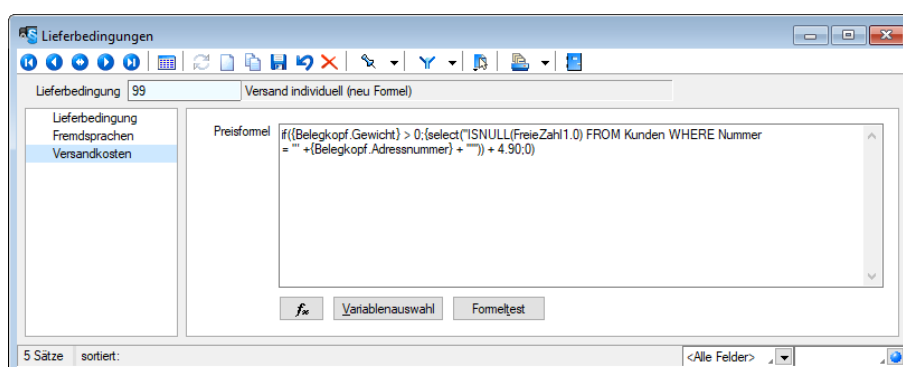 Lieferbedingungen
Lieferbedingung 99 Versand individuell (neu Formel)
Lieferbedingung
Fremdsprachen
Versandkosten
Preisformel
if({Belegkopf.Gewicht} > 0;{select("ISNULL(FreieZahl1.0) FROM Kunden WHERE Nummer
= '" +{Belegkopf.Adressnummer} + "'")) + 4.90;0)
fx Variablenauswahl Formeltest
5 Sätze sortiert: <Alle Felder>